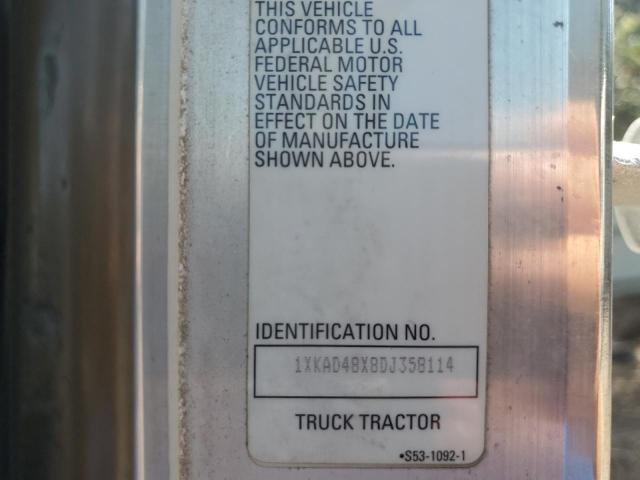 THIS VEHICLE
CONFORMS TO ALL
APPLICABLE U.S.
FEDERAL MOTOR
VEHICLE SAFETY
STANDARDS IN
EFFECT ON THE DATE
OF MANUFACTURE
SHOWN ABOVE.
IDENTIFICATION NO.
1XKAD48X8DJ358114
TRUCK TRACTOR
•S53-1092-1